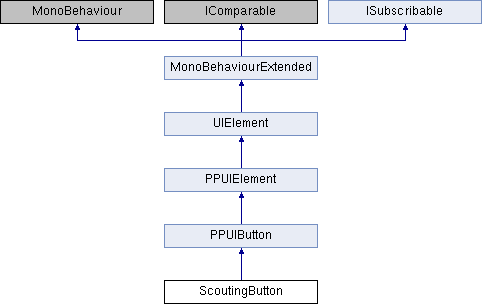 MonoBehaviour IComparable ISubscribable
MonoBehaviourExtended
UIElement
PPUIElement
PPUIButton
ScoutingButton